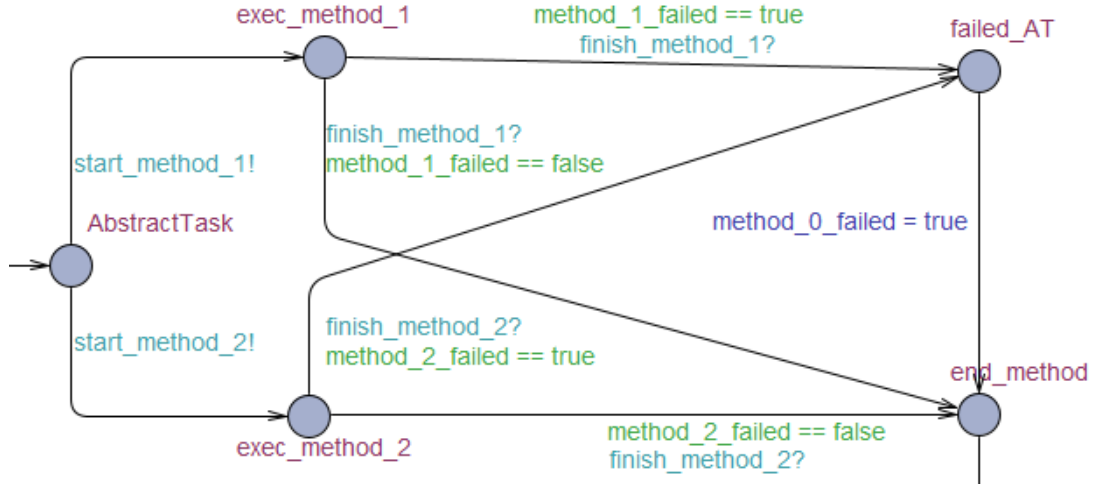 exec_method_1
method_1_failed == true
finish_method_1?
failed_AT
finish_method_1?
method_1_failed == false
start_method_1!
AbstractTask
method_0_failed = true
start_method_2!
finish_method_2?
method_2_failed == true
end_method
exec_method_2
method_2_failed == false
finish_method_2?